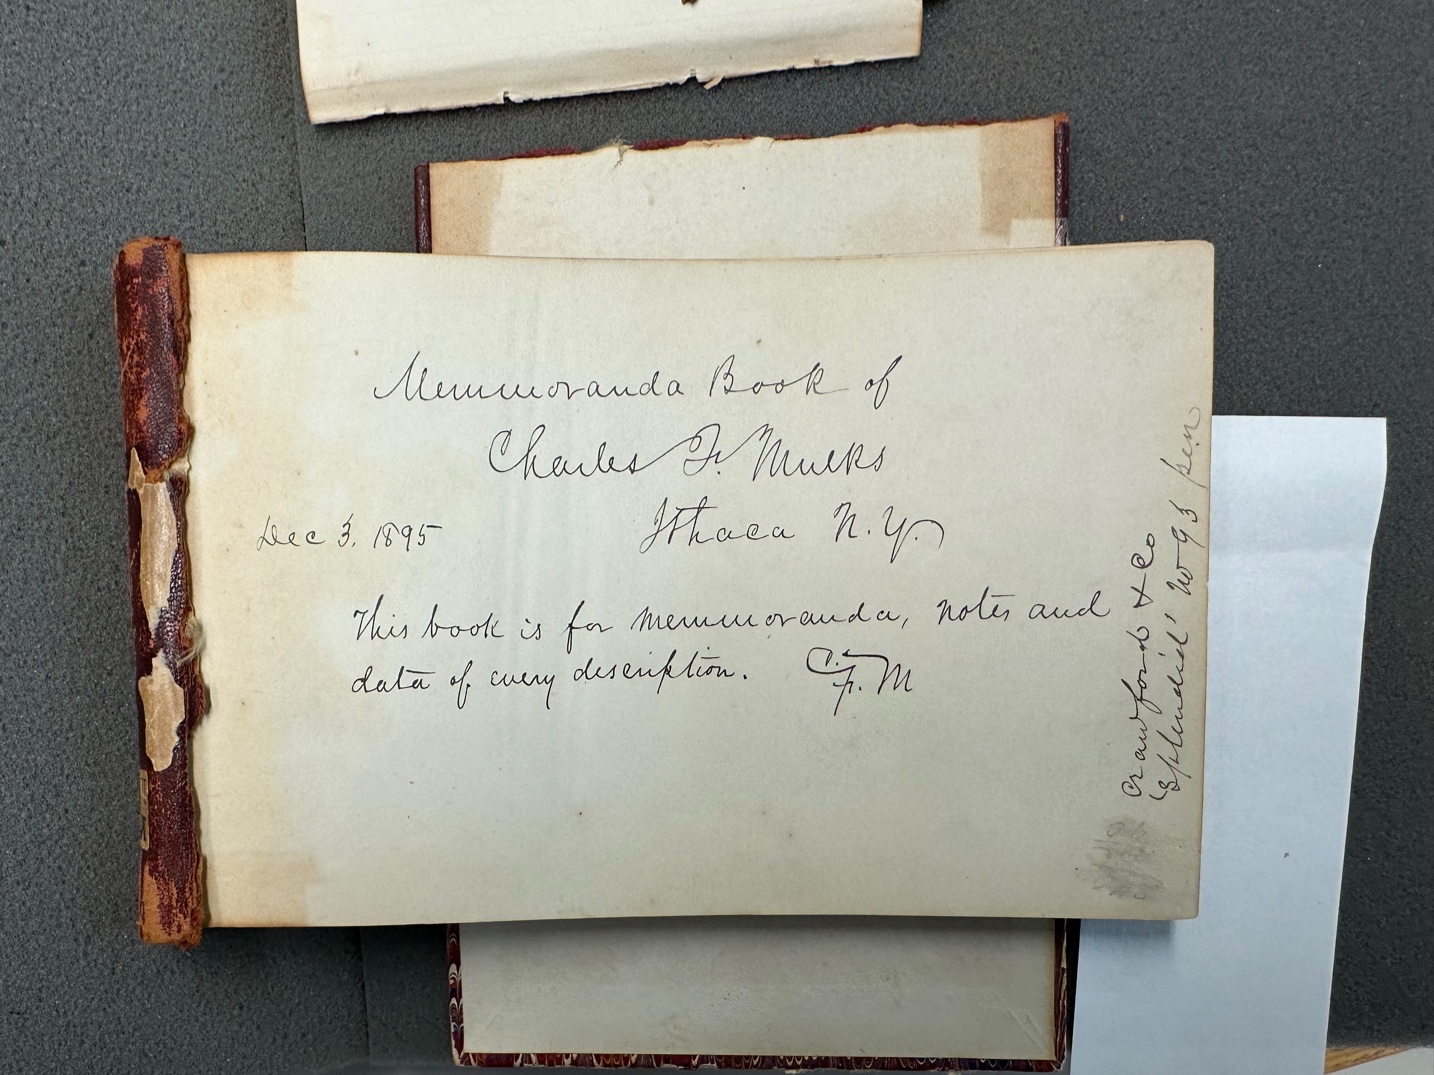 Memmoranda Book of
Charles F. Mulks
Ithaca N.Y.
Dec 3, 1895
This book is for memmoranda, notes and
data of every description. C. F. M
Crawford & Co
'Splendid' No 93 pen